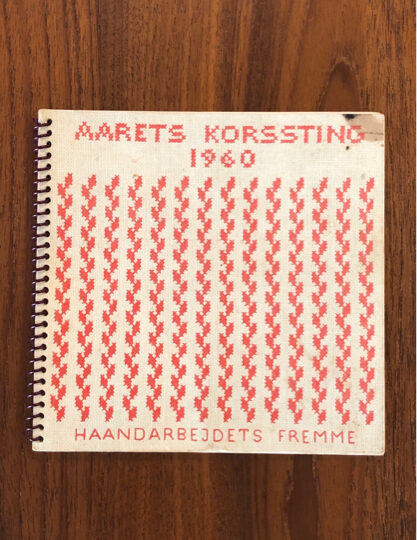 AARETS KORSSTING
1960
HAANDARBEJDETS FREMME